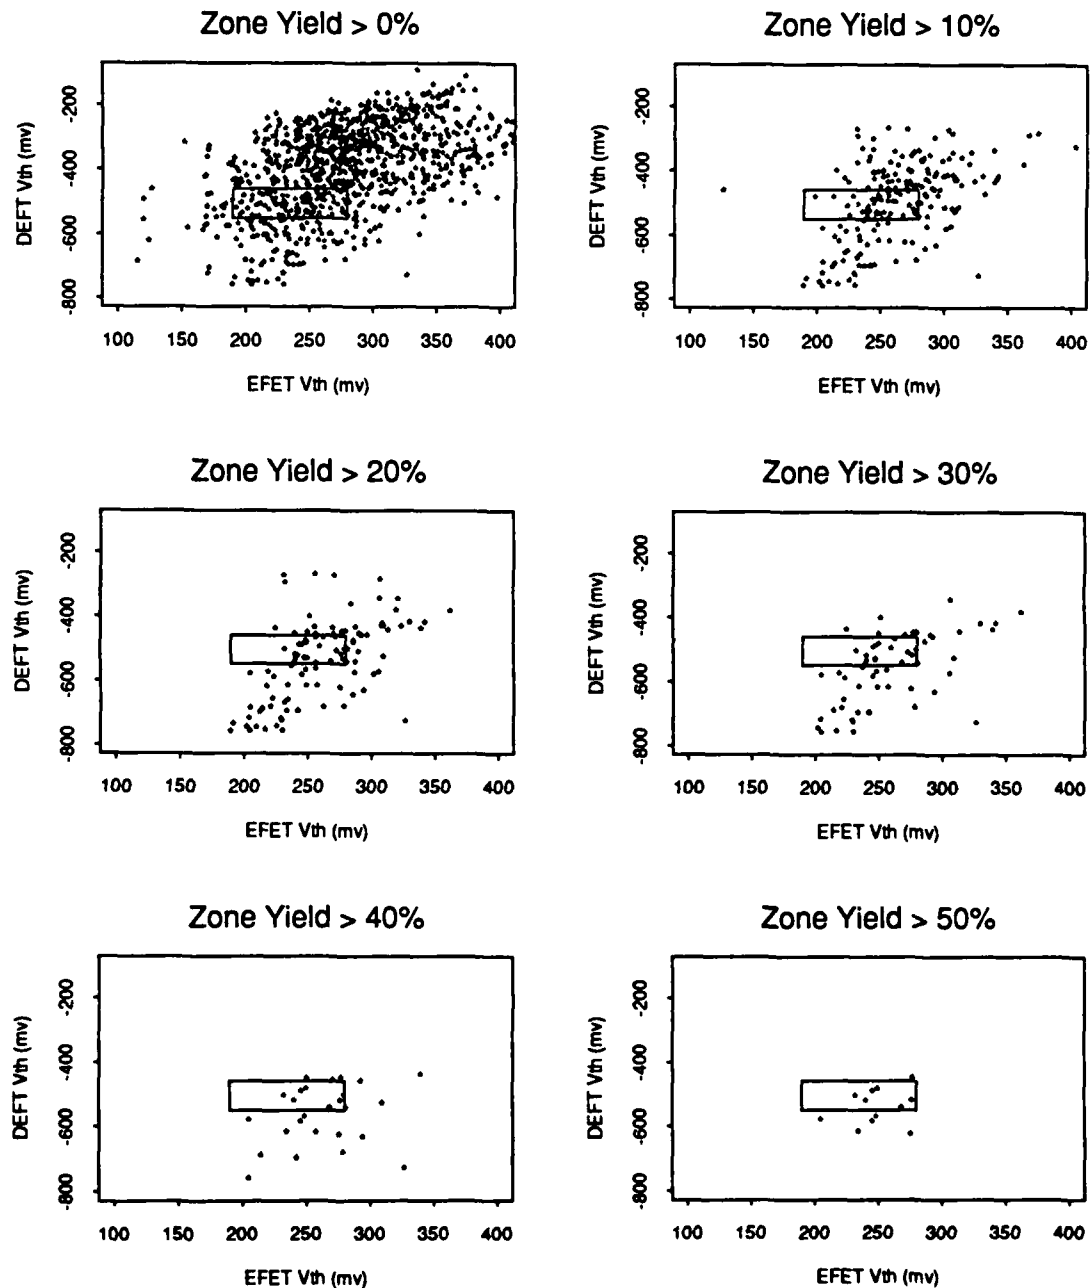 Zone Yield > 0%
DEFT Vth (mv)
-200
-400
-600
-800
100 150 200 250 300 350 400
EFET Vth (mv)
Zone Yield > 10%
DEFT Vth (mv)
-200
-400
-600
-800
100 150 200 250 300 350 400
EFET Vth (mv)
Zone Yield > 20%
DEFT Vth (mv)
-200
-400
-600
-800
100 150 200 250 300 350 400
EFET Vth (mv)
Zone Yield > 30%
DEFT Vth (mv)
-200
-400
-600
-800
100 150 200 250 300 350 400
EFET Vth (mv)
Zone Yield > 40%
DEFT Vth (mv)
-200
-400
-600
-800
100 150 200 250 300 350 400
EFET Vth (mv)
Zone Yield > 50%
DEFT Vth (mv)
-200
-400
-600
-800
100 150 200 250 300 350 400
EFET Vth (mv)